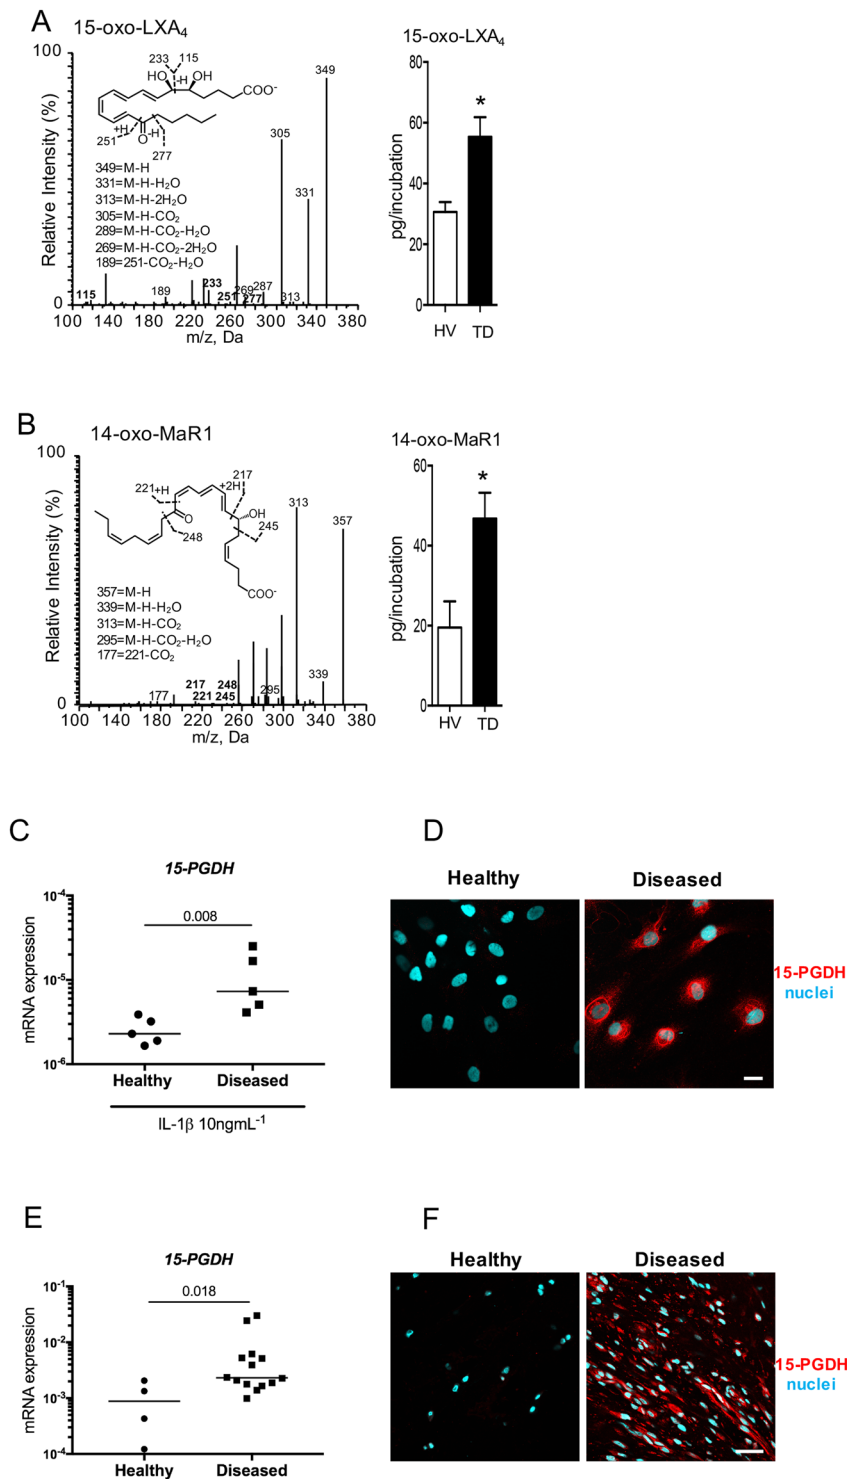 A
15-oxo-LXA4
100
Relative Intensity (%)
0
233 115
HO OH
-H
COO-
+H
O-H
251
277
349=M-H
331=M-H-H2O
313=M-H-2H2O
305=M-H-CO2
289=M-H-CO2-H2O
269=M-H-CO2-2H2O
189=251-CO2-H2O
349
305
331
115
189
233
251
269
277
287
313
100 140 180 220 260 300 340 380
m/z, Da
15-oxo-LXA4
80
60
40
20
0
pg/incubation
*
HV TD
B
14-oxo-MaR1
100
Relative Intensity (%)
0
221+H
+2H
217
OH
O
248
245
COO-
357=M-H
339=M-H-H2O
313=M-H-CO2
295=M-H-CO2-H2O
177=221-CO2
313
357
339
295
177
217 248
221 245
100 140 180 220 260 300 340 380
m/z, Da
14-oxo-MaR1
60
40
20
0
pg/incubation
*
HV TD
C
15-PGDH
10-4
10-5
10-6
mRNA expression
0.008
Healthy Diseased
IL-1β 10ngmL-1
D
Healthy Diseased
15-PGDH
nuclei
E
15-PGDH
10-1
10-2
10-3
10-4
mRNA expression
0.018
Healthy Diseased
F
Healthy Diseased
15-PGDH
nuclei